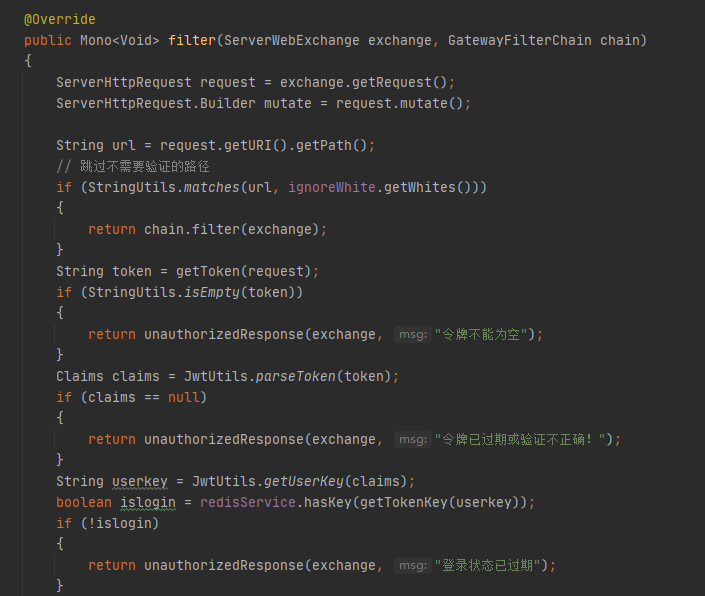 @Override
public Mono<Void> filter(ServerWebExchange exchange, GatewayFilterChain chain)
{
    ServerHttpRequest request = exchange.getRequest();
    ServerHttpRequest.Builder mutate = request.mutate();

    String url = request.getURI().getPath();
    // 跳过不需要验证的路径
    if (StringUtils.matches(url, ignoreWhite.getWhites()))
    {
        return chain.filter(exchange);
    }
    String token = getToken(request);
    if (StringUtils.isEmpty(token))
    {
        return unauthorizedResponse(exchange, msg: "令牌不能为空");
    }
    Claims claims = JwtUtils.parseToken(token);
    if (claims == null)
    {
        return unauthorizedResponse(exchange, msg: "令牌已过期或验证不正确！");
    }
    String userkey = JwtUtils.getUserKey(claims);
    boolean islogin = redisService.hasKey(getTokenKey(userkey));
    if (!islogin)
    {
        return unauthorizedResponse(exchange, msg: "登录状态已过期");
    }